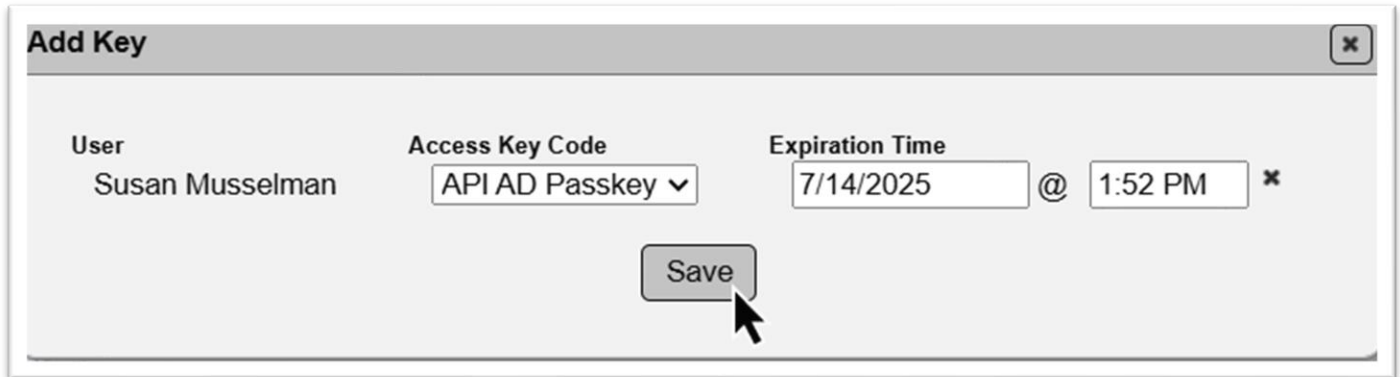 Add Key
User Access Key Code Expiration Time
Susan Musselman API AD Passkey 7/14/2025 @ 1:52 PM
Save